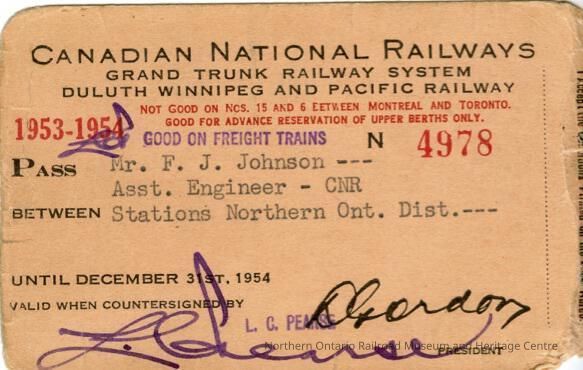 CANADIAN NATIONAL RAILWAYS
GRAND TRUNK RAILWAY SYSTEM
DULUTH WINNIPEG AND PACIFIC RAILWAY
NOT GOOD ON NOS. 15 AND 6 BETWEEN MONTREAL AND TORONTO.
GOOD FOR ADVANCE RESERVATION OF UPPER BERTHS ONLY.
1953-1954 GOOD ON FREIGHT TRAINS N 4978
PASS Mr. F. J. Johnson ---
Asst. Engineer - CNR
BETWEEN Stations Northern Ont. Dist.---
UNTIL DECEMBER 31ST, 1954
VALID WHEN COUNTERSIGNED BY
L. C. PEARSE Gordon
L. C. Pearse
PRESIDENT
Northern Ontario Railroad Museum and Heritage Centre